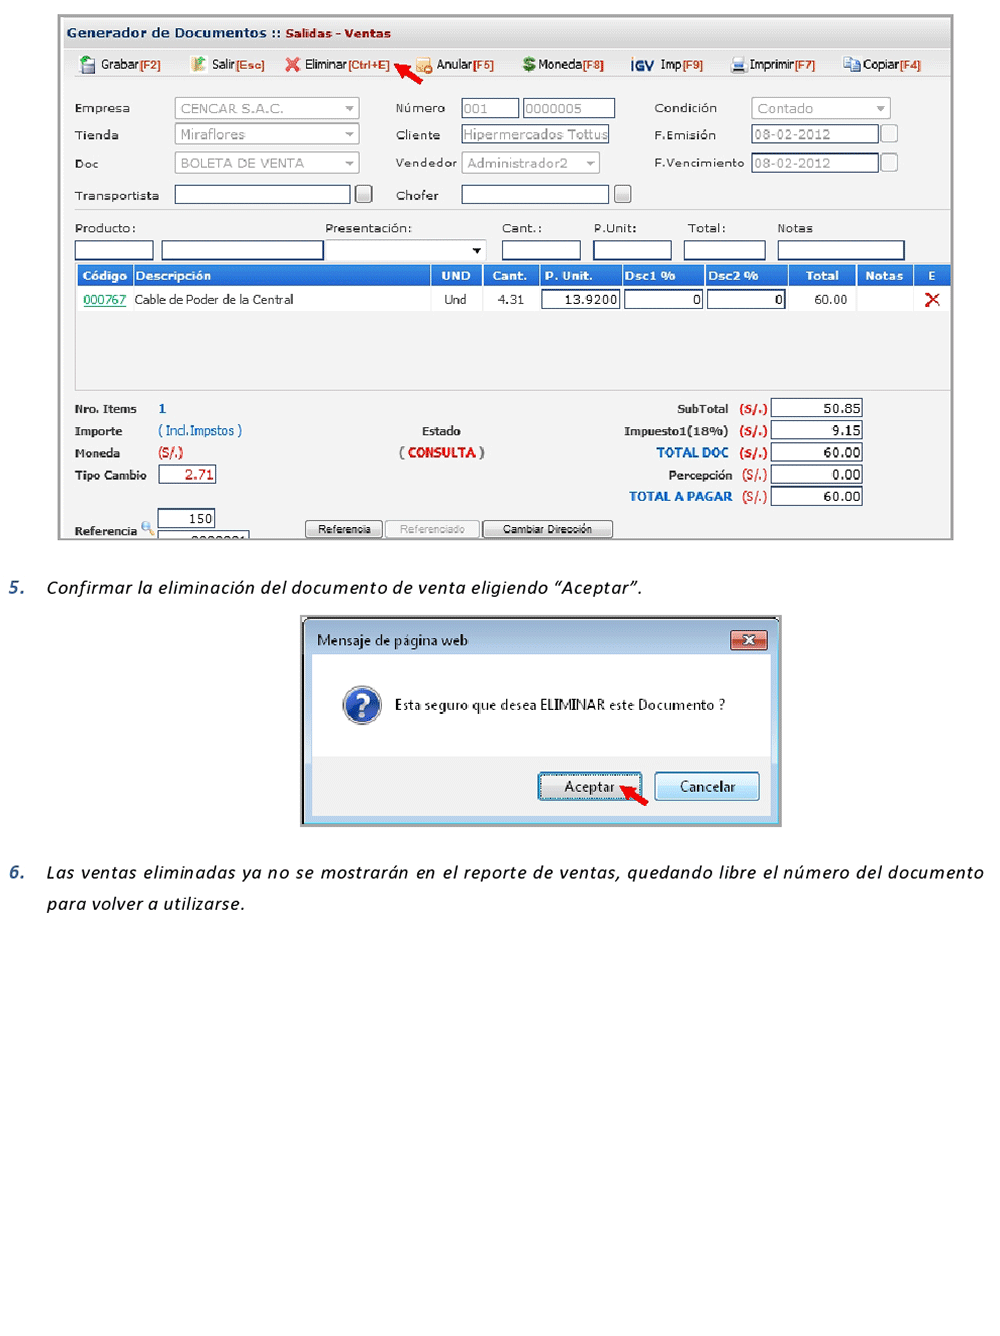 Generador de Documentos :: Salidas - Ventas
Grabar[F2] Salir[Esc] Eliminar[Ctrl+E] Anular[F5] $ Moneda[F8] IGV Imp[F9] Imprimir[F7] Copiar[F4]
Empresa CENCAR S.A.C. Número 001 0000005 Condición Contado
Tienda Miraflores Cliente Hipermercados Tottus F.Emisión 08-02-2012
Doc BOLETA DE VENTA Vendedor Administrador2 F.Vencimiento 08-02-2012
Transportista Chofer
Producto: Presentación: Cant.: P.Unit: Total: Notas
Código Descripción UND Cant. P. Unit. Dsc1 % Dsc2 % Total Notas E
000767 Cable de Poder de la Central Und 4.31 13.9200 0 0 60.00
Nro. Items 1 SubTotal (S/.) 50.85
Importe ( Incl.Impstos ) Estado Impuesto1(18%) (S/.) 9.15
Moneda (S/.) ( CONSULTA ) TOTAL DOC (S/.) 60.00
Tipo Cambio 2.71 Percepción (S/.) 0.00
TOTAL A PAGAR (S/.) 60.00
150
Referencia Referencia Referenciado Cambiar Dirección
5. Confirmar la eliminación del documento de venta eligiendo “Aceptar”.
Mensaje de página web
Esta seguro que desea ELIMINAR este Documento ?
Aceptar Cancelar
6. Las ventas eliminadas ya no se mostrarán en el reporte de ventas, quedando libre el número del documento
para volver a utilizarse.